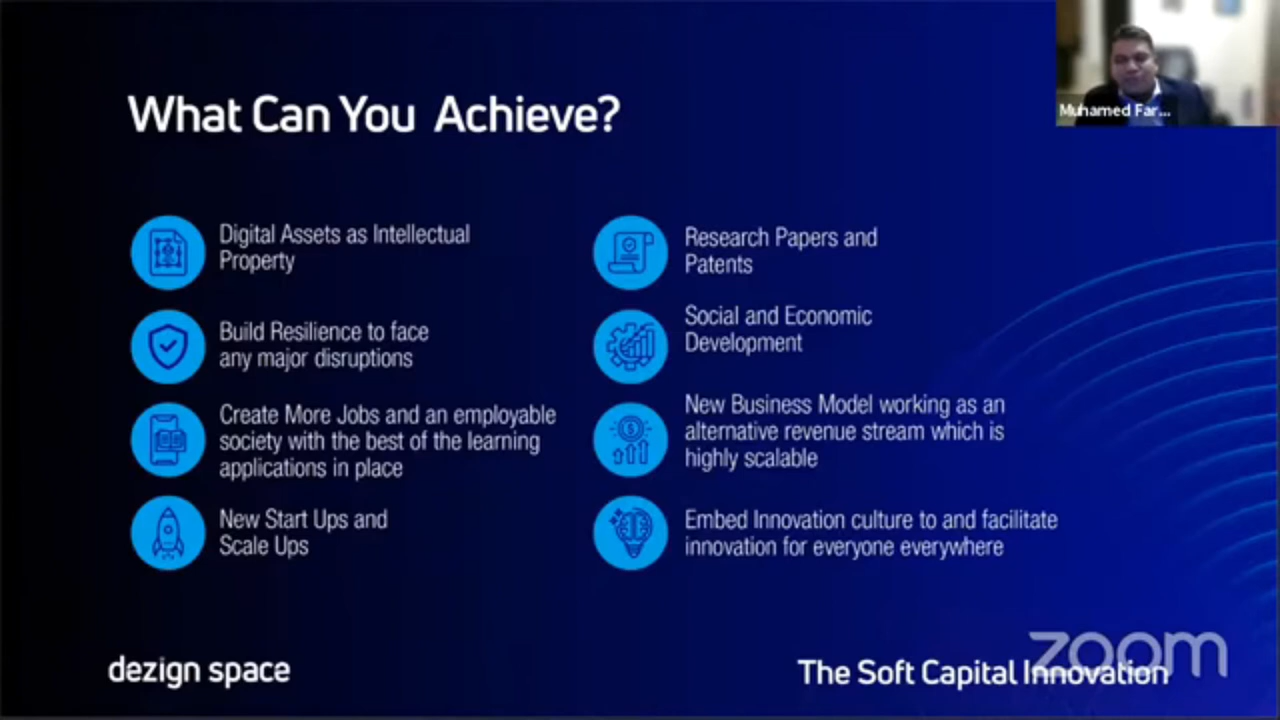 What Can You Achieve?
Muhamed Far...
Digital Assets as Intellectual
Property
Build Resilience to face
any major disruptions
Create More Jobs and an employable
society with the best of the learning
applications in place
New Start Ups and
Scale Ups
Research Papers and
Patents
Social and Economic
Development
New Business Model working as an
alternative revenue stream which is
highly scalable
Embed Innovation culture to and facilitate
innovation for everyone everywhere
dezign space
The Soft Capital Innovation
zoom